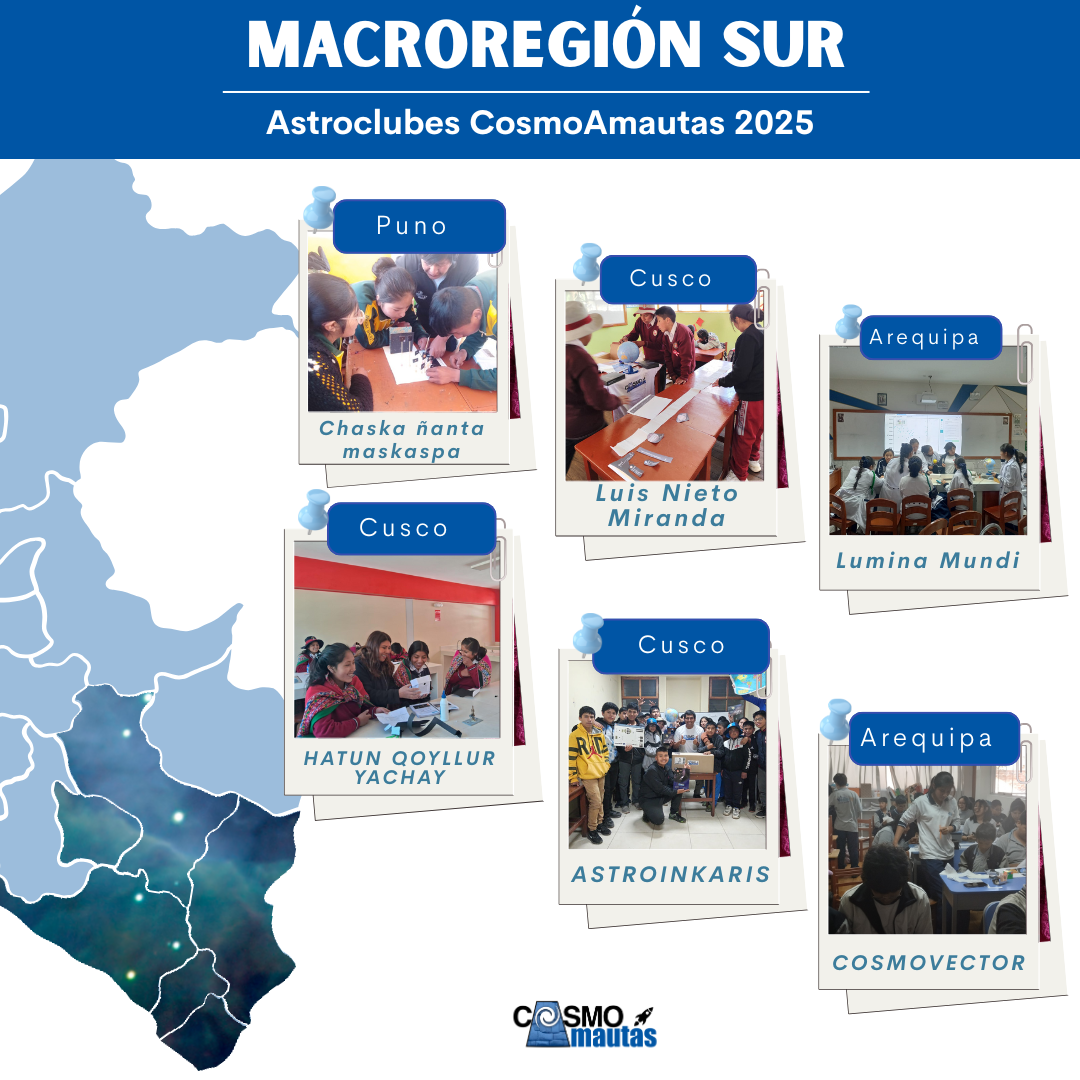 MACROREGIÓN SUR
Astroclubes CosmoAmautas 2025
Puno
Chaska ñanta
maskaspa
Cusco
Luis Nieto
Miranda
Arequipa
Lumina Mundi
Cusco
HATUN QOYLLUR
YACHAY
Cusco
ASTROINKARIS
Arequipa
COSMOVECTOR
COSMO
mautas